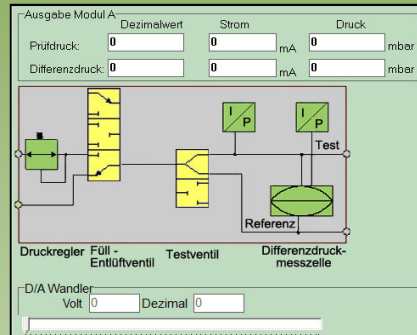 Ausgabe Modul A
Dezimalwert Strom Druck
Prüfdruck: 0 0 mA 0 mbar
Differenzdruck: 0 0 mA 0 mbar
I P I P
Test
Referenz
Druckregler Füll - Entlüftventil Testventil Differenzdruck- messzelle
D/A Wandler
Volt 0 Dezimal 0